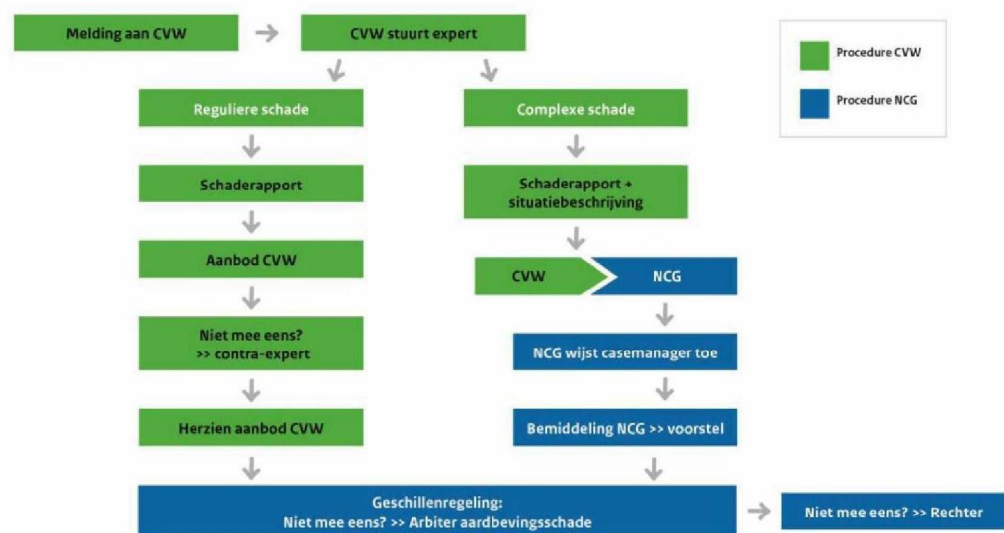 Melding aan CVW
CVW stuurt expert
Procedure CVW
Procedure NCG
Reguliere schade
Complexe schade
Schaderapport
Schaderapport +
situatiebeschrijving
Aanbod CVW
CVW
NCG
Niet mee eens?
>> contra-expert
NCG wijst casemanager toe
Herzien aanbod CVW
Bemiddeling NCG >> voorstel
Geschillenregeling:
Niet mee eens? >> Arbiter aardbevingsschade
Niet mee eens? >> Rechter